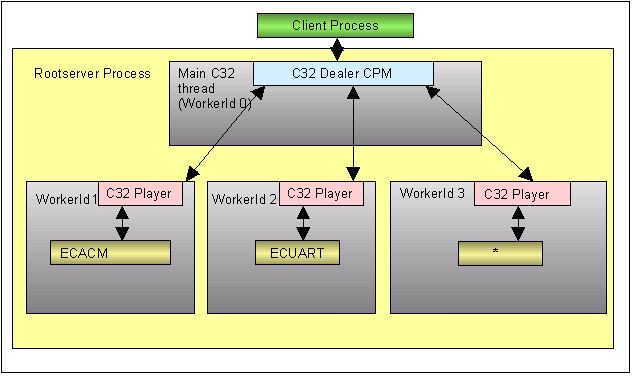 Client Process
Rootserver Process
Main C32
thread
(WorkerId 0)
C32 Dealer CPM
WorkerId 1
C32 Player
ECACM
WorkerId 2
C32 Player
ECUART
WorkerId 3
C32 Player
*